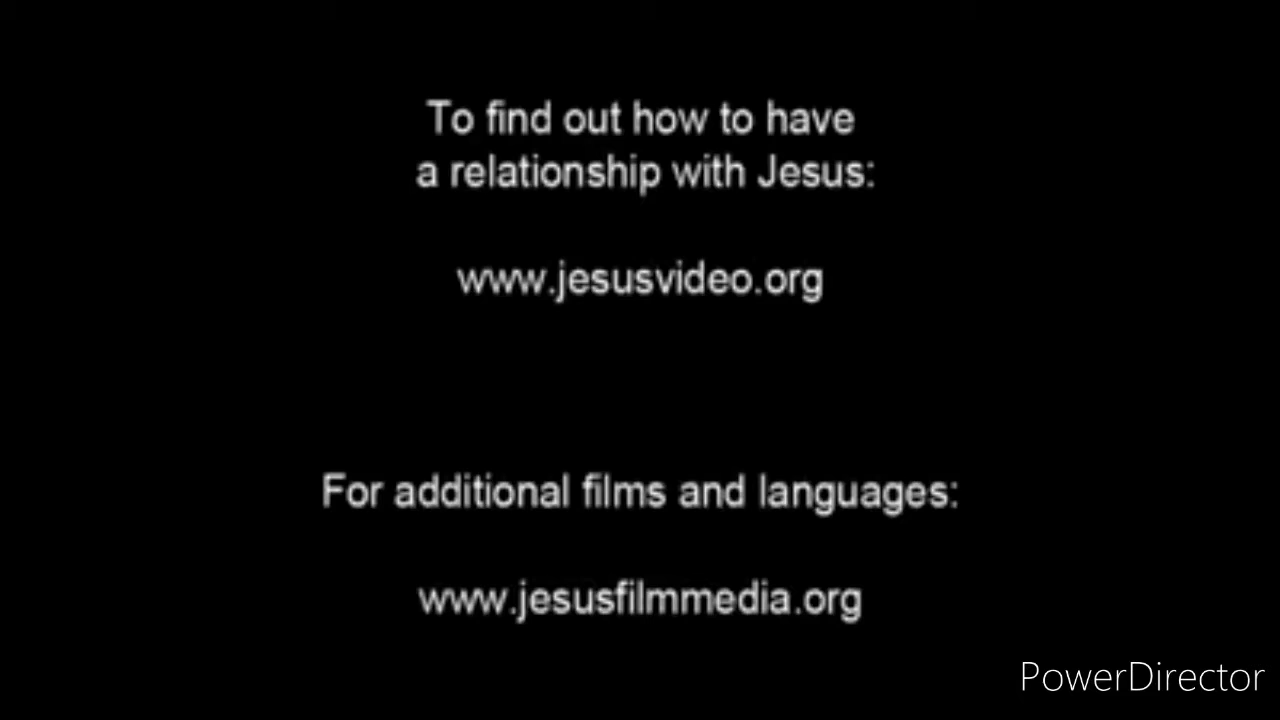 To find out how to have
a relationship with Jesus:
www.jesusvideo.org
For additional films and languages:
www.jesusfilmmedia.org
PowerDirector